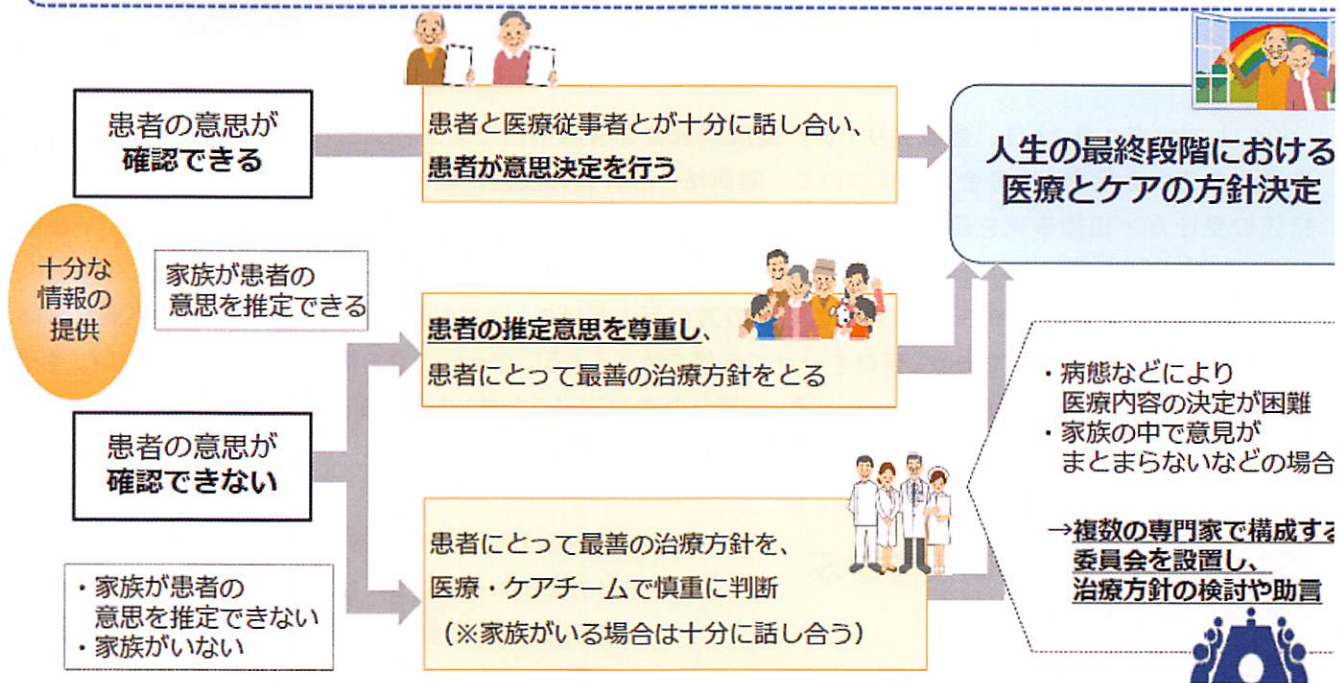 患者の意思が
確認できる
患者と医療従事者とが十分に話し合い、
患者が意思決定を行う
人生の最終段階における
医療とケアの方針決定
十分な
情報の
提供
家族が患者の
意思を推定できる
患者の推定意思を尊重し、
患者にとって最善の治療方針をとる
患者の意思が
確認できない
・家族が患者の
意思を推定できない
・家族がいない
患者にとって最善の治療方針を、
医療・ケアチームで慎重に判断
（※家族がいる場合は十分に話し合う）
・病態などにより
医療内容の決定が困難
・家族の中で意見が
まとまらないなどの場合
→複数の専門家で構成する
委員会を設置し、
治療方針の検討や助言